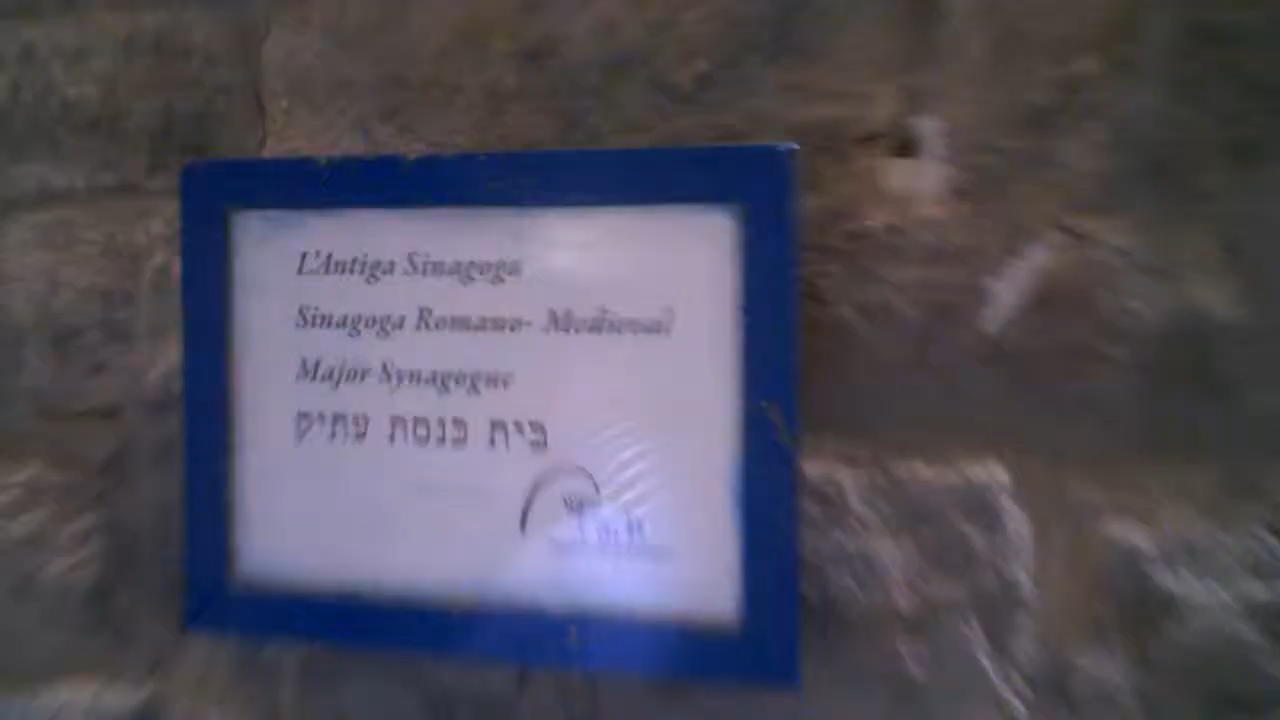 L'Antiga Sinagoga
Sinagoga Romano- Medieval
Major Synagogue
בית כנסת עתיק